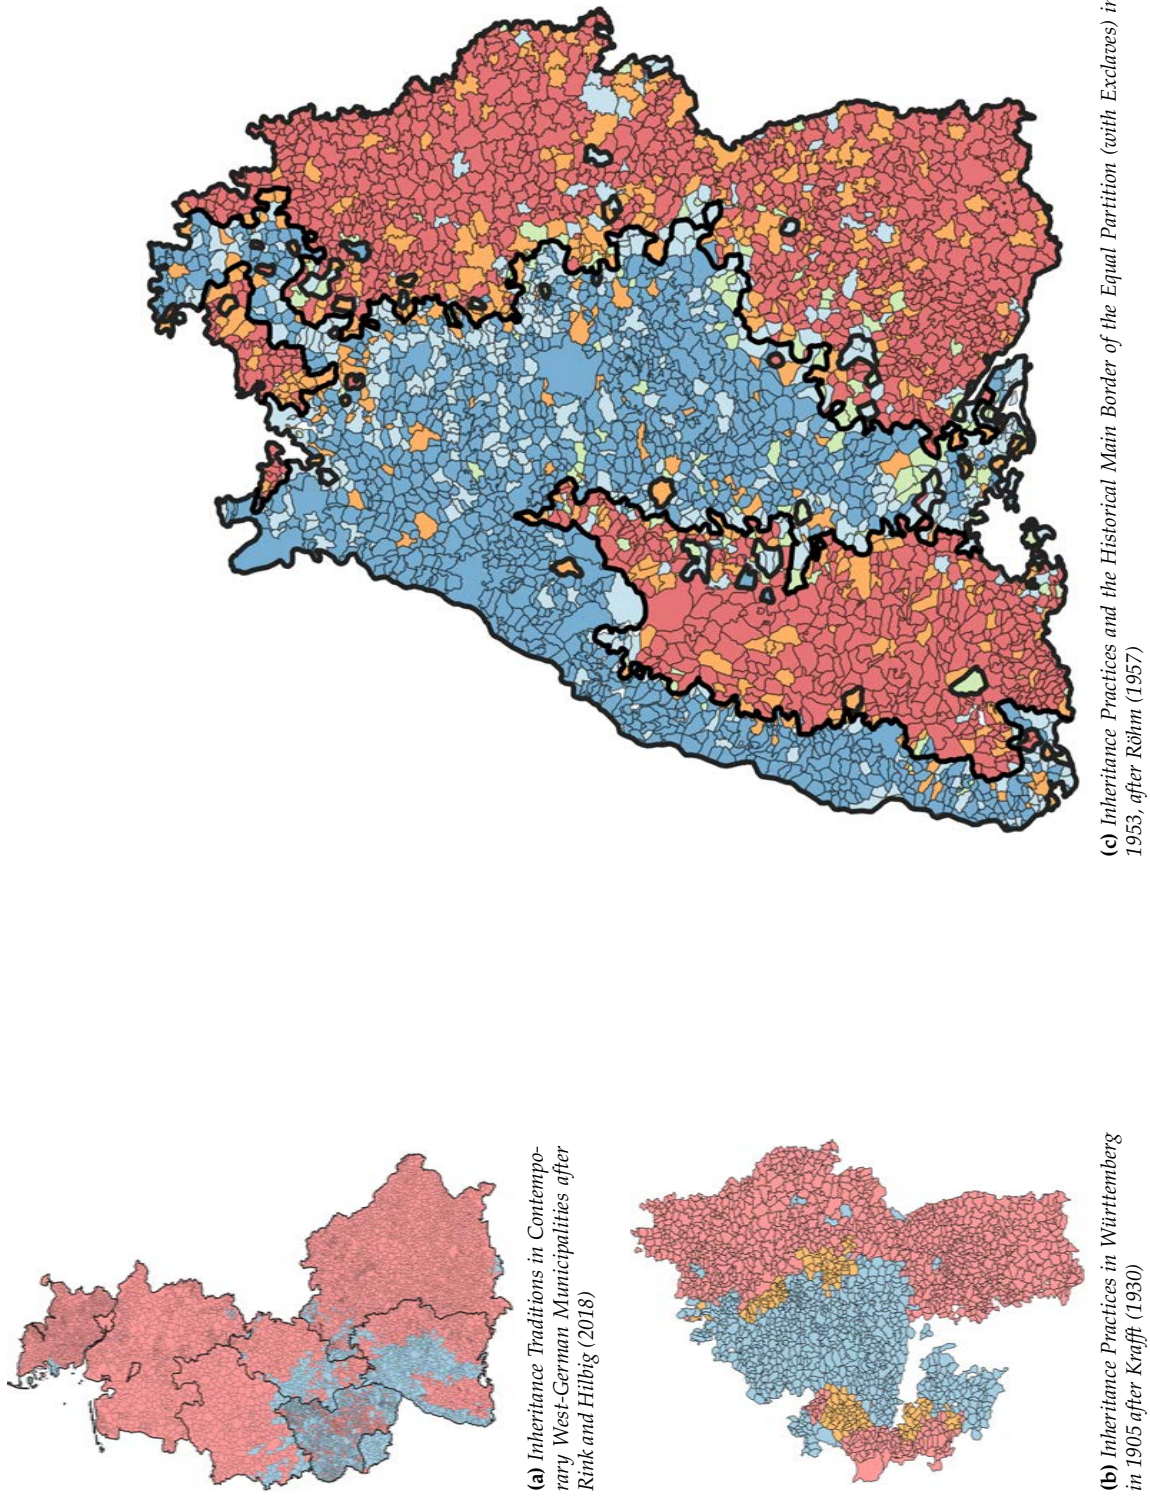 (a) Inheritance Traditions in Contempo-
rary West-German Municipalities after
Rink and Hilbig (2018)
(b) Inheritance Practices in Württemberg
in 1905 after Krafft (1930)
(c) Inheritance Practices and the Historical Main Border of the Equal Partition (with Exclaves) in
1953, after Röhm (1957)